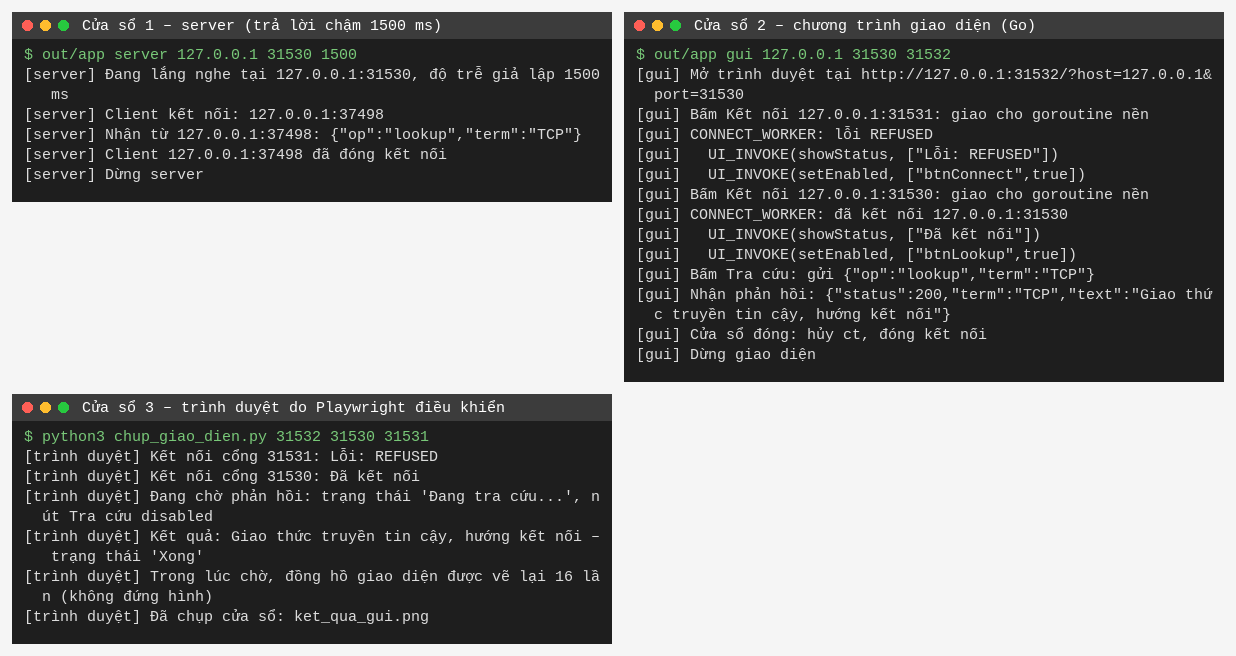 Cửa sổ 1 – server (trả lời chậm 1500 ms)
$ out/app server 127.0.0.1 31530 1500
[server] Đang lắng nghe tại 127.0.0.1:31530, độ trễ giả lập 1500
ms
[server] Client kết nối: 127.0.0.1:37498
[server] Nhận từ 127.0.0.1:37498: {"op":"lookup","term":"TCP"}
[server] Client 127.0.0.1:37498 đã đóng kết nối
[server] Dừng server
Cửa sổ 2 – chương trình giao diện (Go)
$ out/app gui 127.0.0.1 31530 31532
[gui] Mở trình duyệt tại http://127.0.0.1:31532/?host=127.0.0.1&
port=31530
[gui] Bấm Kết nối 127.0.0.1:31531: giao cho goroutine nền
[gui] CONNECT_WORKER: lỗi REFUSED
[gui]   UI_INVOKE(showStatus, ["Lỗi: REFUSED"])
[gui]   UI_INVOKE(setEnabled, ["btnConnect",true])
[gui] Bấm Kết nối 127.0.0.1:31530: giao cho goroutine nền
[gui] CONNECT_WORKER: đã kết nối 127.0.0.1:31530
[gui]   UI_INVOKE(showStatus, ["Đã kết nối"])
[gui]   UI_INVOKE(setEnabled, ["btnLookup",true])
[gui] Bấm Tra cứu: gửi {"op":"lookup","term":"TCP"}
[gui] Nhận phản hồi: {"status":200,"term":"TCP","text":"Giao thứ
c truyền tin cậy, hướng kết nối"}
[gui] Cửa sổ đóng: hủy ct, đóng kết nối
[gui] Dừng giao diện
Cửa sổ 3 – trình duyệt do Playwright điều khiển
$ python3 chup_giao_dien.py 31532 31530 31531
[trình duyệt] Kết nối cổng 31531: Lỗi: REFUSED
[trình duyệt] Kết nối cổng 31530: Đã kết nối
[trình duyệt] Đang chờ phản hồi: trạng thái 'Đang tra cứu...', n
út Tra cứu disabled
[trình duyệt] Kết quả: Giao thức truyền tin cậy, hướng kết nối –
trạng thái 'Xong'
[trình duyệt] Trong lúc chờ, đồng hồ giao diện được vẽ lại 16 lầ
n (không đứng hình)
[trình duyệt] Đã chụp cửa sổ: ket_qua_gui.png